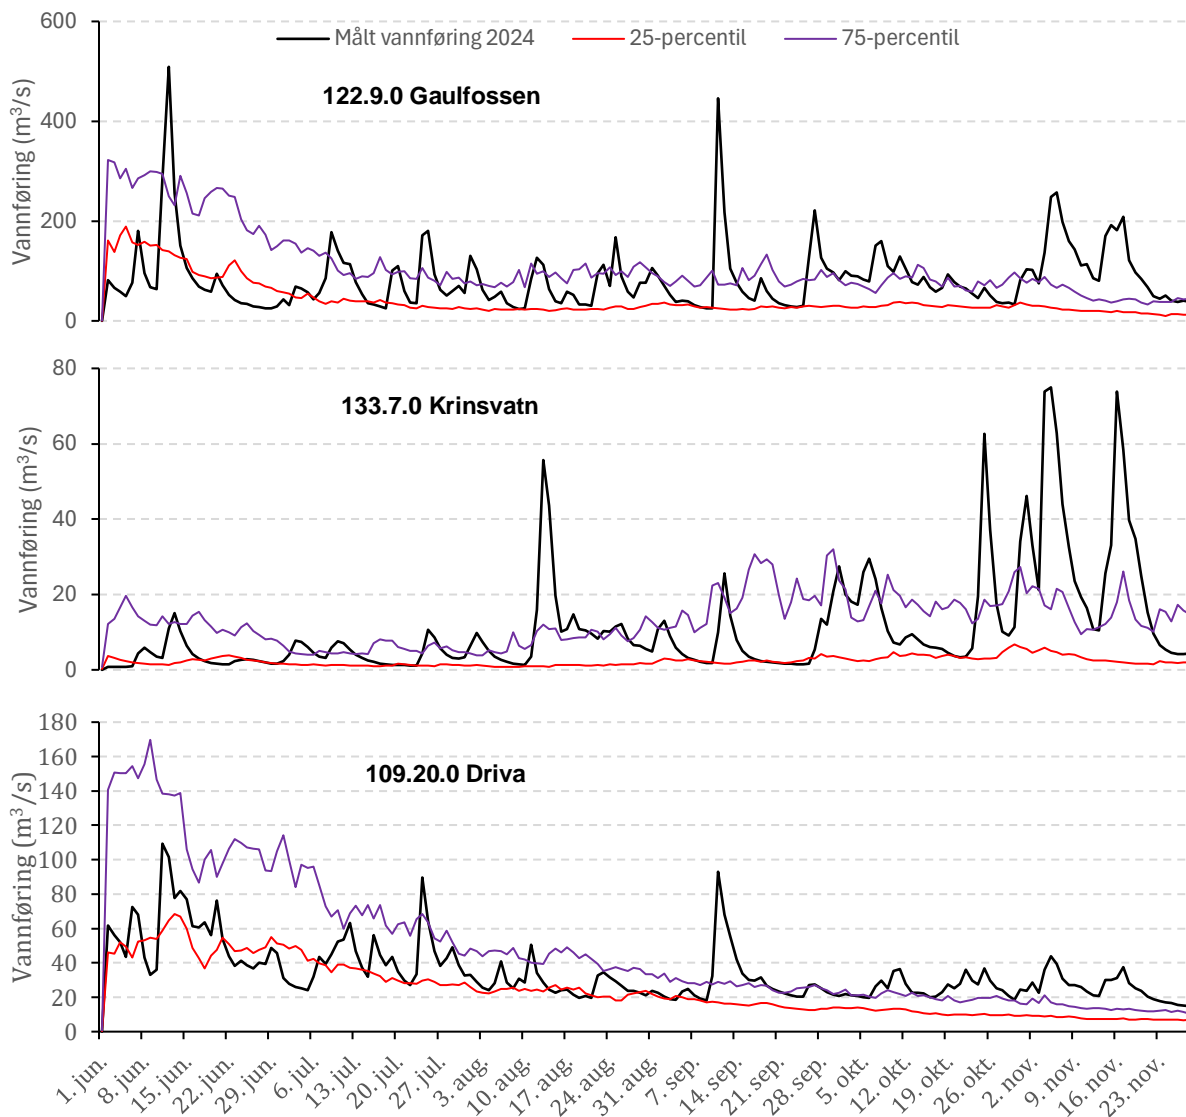 600
Målt vannføring 2024
25-percentil
75-percentil
122.9.0 Gaulfossen
Vannføring (m³/s)
400
200
0
80
133.7.0 Krinsvatn
Vannføring (m³/s)
60
40
20
0
180
160
109.20.0 Driva
Vannføring (m³/s)
140
120
100
80
60
40
20
0
1. jun.
8. jun.
15. jun.
22. jun.
29. jun.
6. jul.
13. jul.
20. jul.
27. jul.
3. aug.
10. aug.
17. aug.
24. aug.
31. aug.
7. sep.
14. sep.
21. sep.
28. sep.
5. okt
12. okt
19. okt.
26. okt.
2. nov.
9. nov.
16. nov.
23. nov.